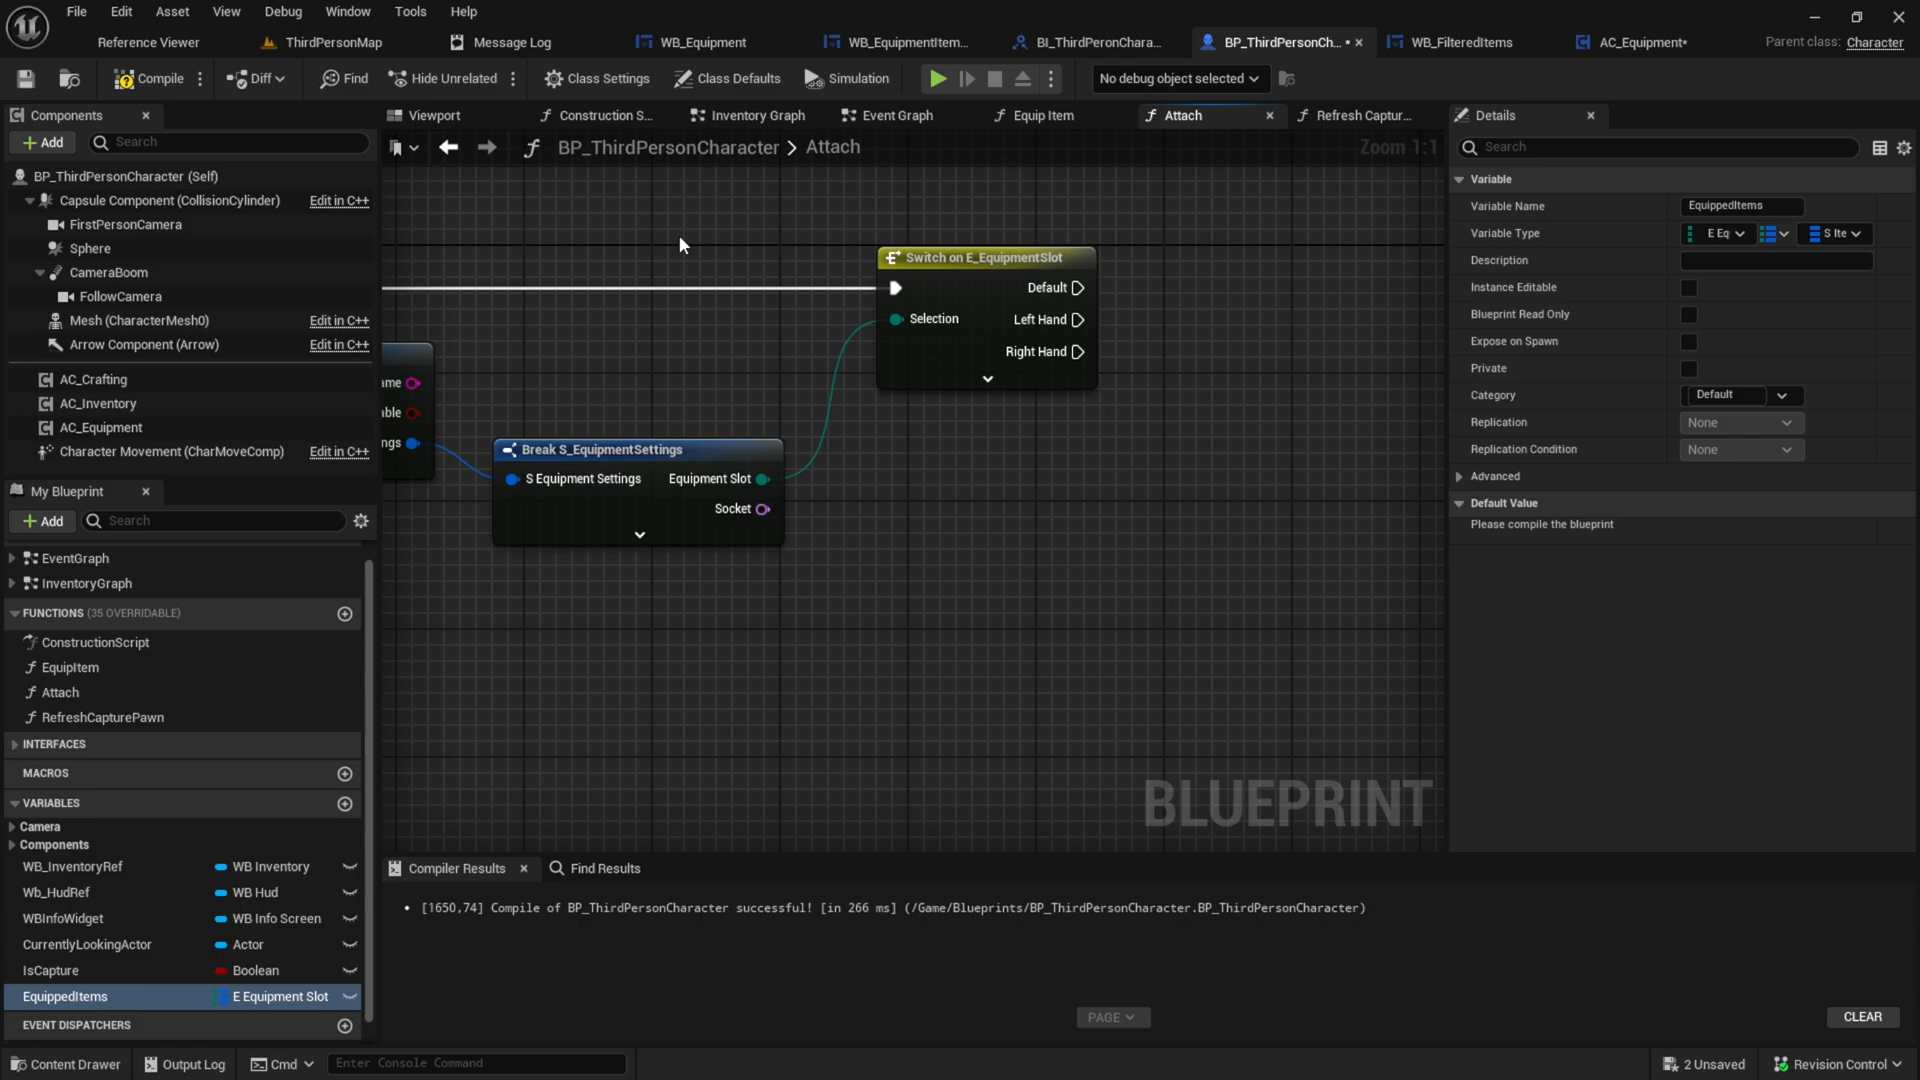 File Edit Asset View Debug Window Tools Help
Reference Viewer ThirdPersonMap Message Log WB_Equipment WB_EquipmentItem... BI_ThirdPeronChara... BP_ThirdPersonCh... * WB_FilteredItems AC_Equipment* Parent class: Character
Compile Diff Find Hide Unrelated Class Settings Class Defaults Simulation No debug object selected
Components
Viewport Construction S... Inventory Graph Event Graph Equip Item Attach Refresh Captur...
Details
Add Search
BP_ThirdPersonCharacter > Attach Zoom 1:1
Search
BP_ThirdPersonCharacter (Self)
Capsule Component (CollisionCylinder) Edit in C++
FirstPersonCamera
Sphere
CameraBoom
FollowCamera
Mesh (CharacterMesh0) Edit in C++
Arrow Component (Arrow) Edit in C++
AC_Crafting
AC_Inventory
AC_Equipment
Character Movement (CharMoveComp) Edit in C++
My Blueprint
Add Search
EventGraph
InventoryGraph
FUNCTIONS (35 OVERRIDABLE)
ConstructionScript
EquipItem
Attach
RefreshCapturePawn
INTERFACES
MACROS
VARIABLES
Camera
Components
WB_InventoryRef WB Inventory
Wb_HudRef WB Hud
WBInfoWidget WB Info Screen
CurrentlyLookingActor Actor
IsCapture Boolean
EquippedItems E Equipment Slot
EVENT DISPATCHERS
Switch on E_EquipmentSlot
Default
Selection Left Hand
Right Hand
ame
able
ngs
Break S_EquipmentSettings
S Equipment Settings Equipment Slot
Socket
BLUEPRINT
Variable
Variable Name EquippedItems
Variable Type E Eq S Ite
Description
Instance Editable
Blueprint Read Only
Expose on Spawn
Private
Category Default
Replication None
Replication Condition None
Advanced
Default Value
Please compile the blueprint
Compiler Results Find Results
[1650,74] Compile of BP_ThirdPersonCharacter successful! [in 266 ms] (/Game/Blueprints/BP_ThirdPersonCharacter.BP_ThirdPersonCharacter)
PAGE CLEAR
Content Drawer Output Log Cmd Enter Console Command 2 Unsaved Revision Control